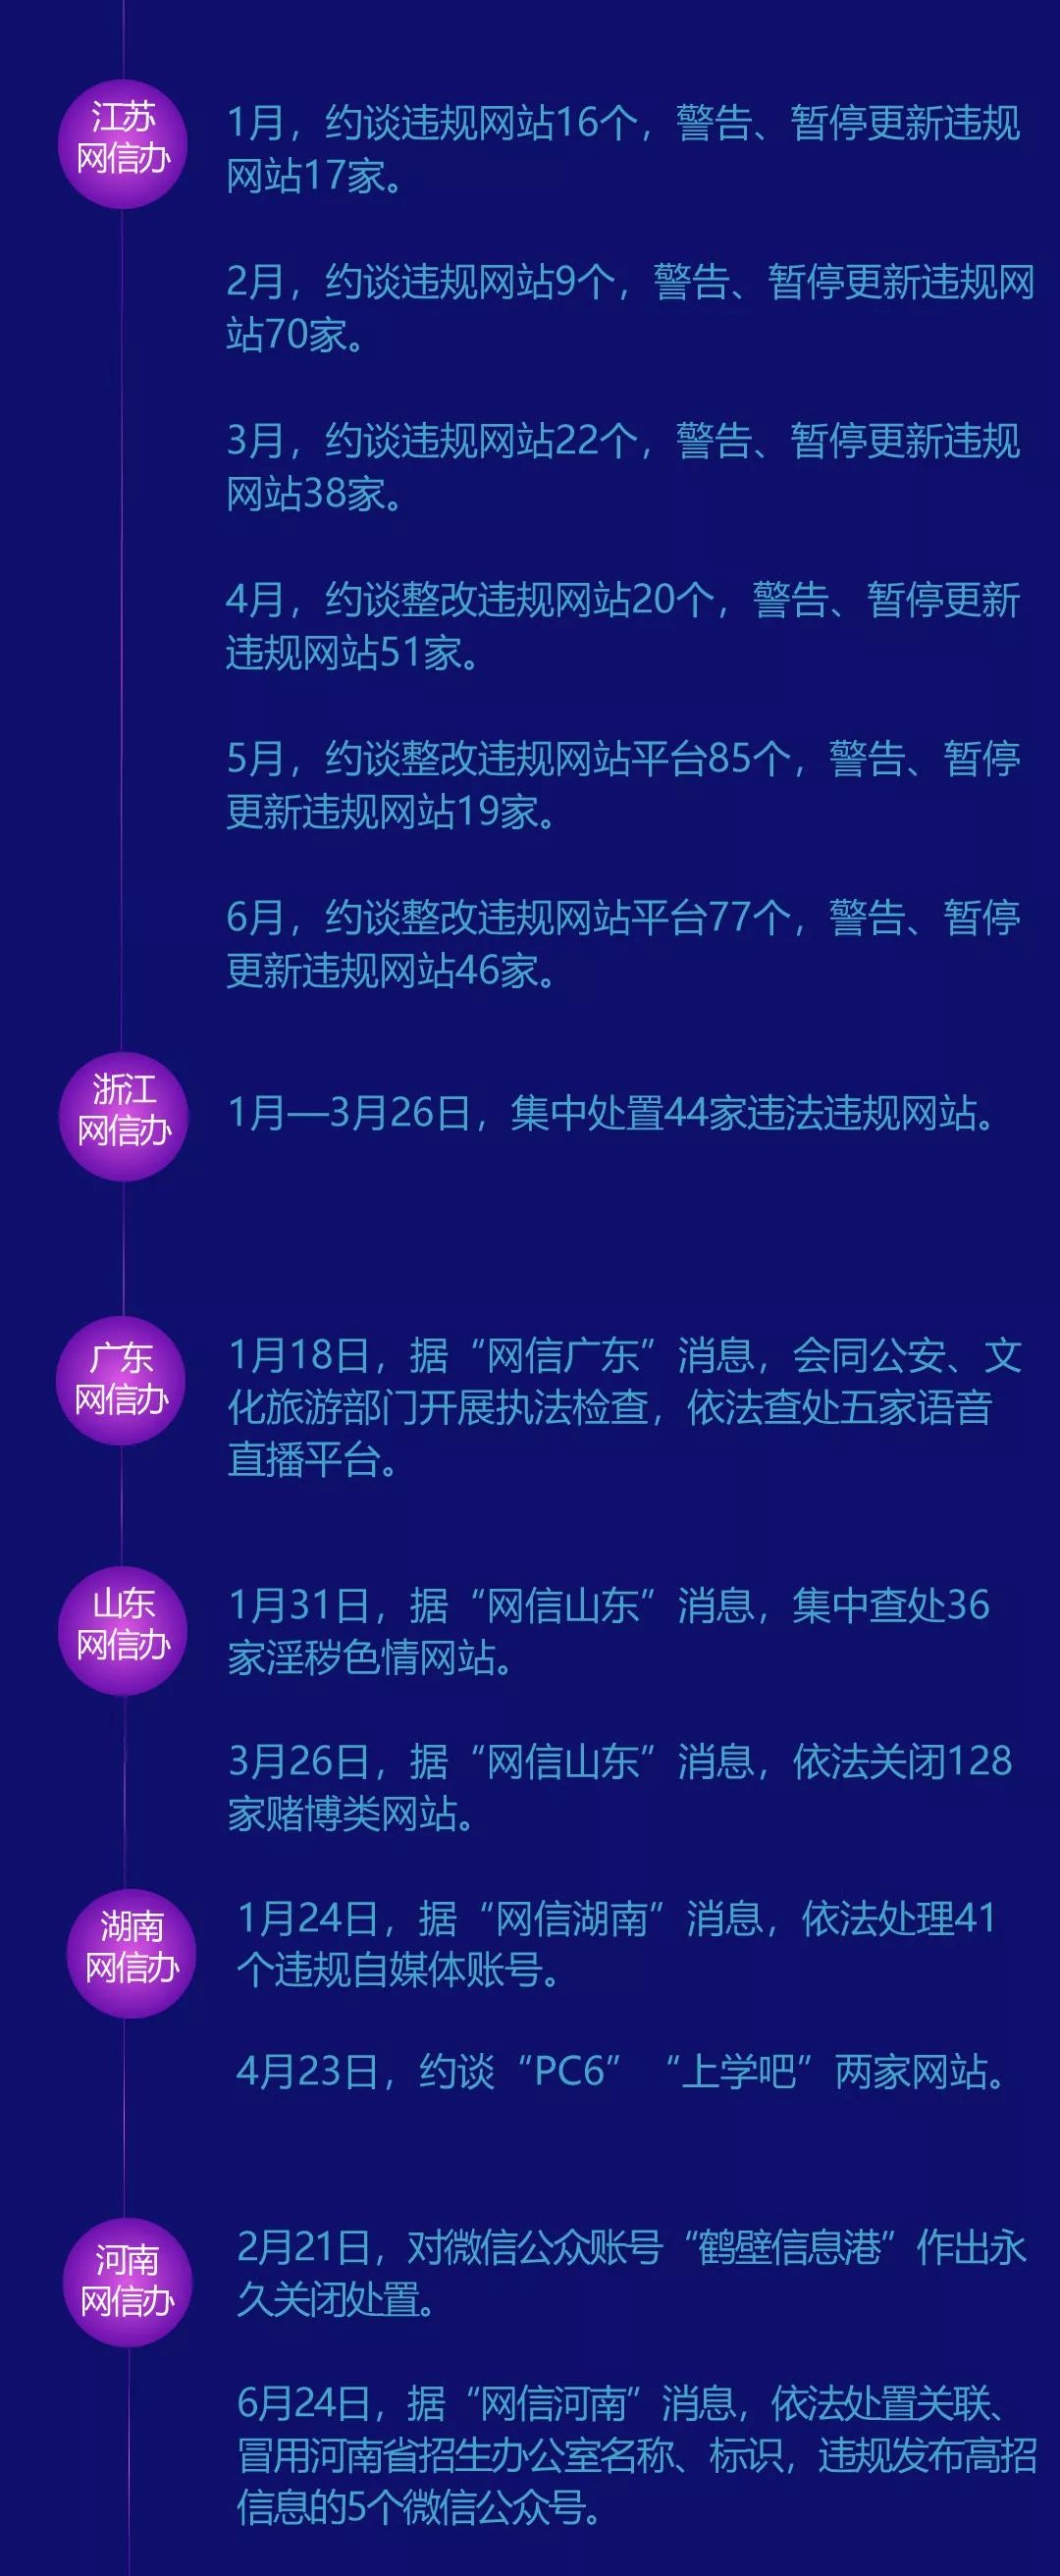 江苏
网信办
1月，约谈违规网站16个，警告、暂停更新违规
网站17家。
2月，约谈违规网站9个，警告、暂停更新违规网
站70家。
3月，约谈违规网站22个，警告、暂停更新违规
网站38家。
4月，约谈整改违规网站20个，警告、暂停更新
违规网站51家。
5月，约谈整改违规网站平台85个，警告、暂停
更新违规网站19家。
6月，约谈整改违规网站平台77个，警告、暂停
更新违规网站46家。
浙江
网信办
1月—3月26日，集中处置44家违法违规网站。
广东
网信办
1月18日，据“网信广东”消息，会同公安、文
化旅游部门开展执法检查，依法查处五家语音
直播平台。
山东
网信办
1月31日，据“网信山东”消息，集中查处36
家淫秽色情网站。
3月26日，据“网信山东”消息，依法关闭128
家赌博类网站。
湖南
网信办
1月24日，据“网信湖南”消息，依法处理41
个违规自媒体账号。
4月23日，约谈“PC6”“上学吧”两家网站。
河南
网信办
2月21日，对微信公众账号“鹤壁信息港”作出永
久关闭处置。
6月24日，据“网信河南”消息，依法处置关联、
冒用河南省招生办公室名称、标识，违规发布高招
信息的5个微信公众号。